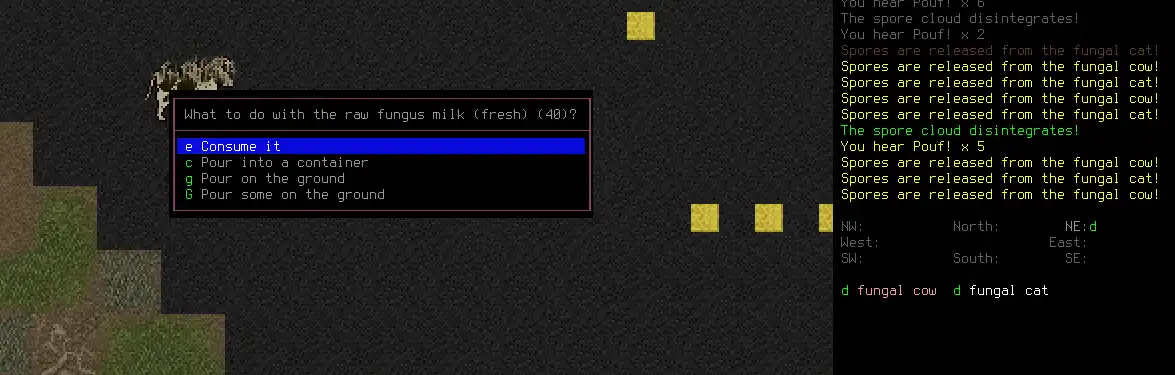 What to do with the raw fungus milk (fresh) (40)?
e Consume it
c Pour into a container
g Pour on the ground
G Pour some on the ground
You hear Pouf! x 6
The spore cloud disintegrates!
You hear Pouf! x 2
Spores are released from the fungal cat!
Spores are released from the fungal cow!
Spores are released from the fungal cat!
Spores are released from the fungal cow!
Spores are released from the fungal cat!
The spore cloud disintegrates!
You hear Pouf! x 5
Spores are released from the fungal cow!
Spores are released from the fungal cat!
Spores are released from the fungal cow!
NW: North: NE:d
West: East:
SW: South: SE:
d fungal cow d fungal cat